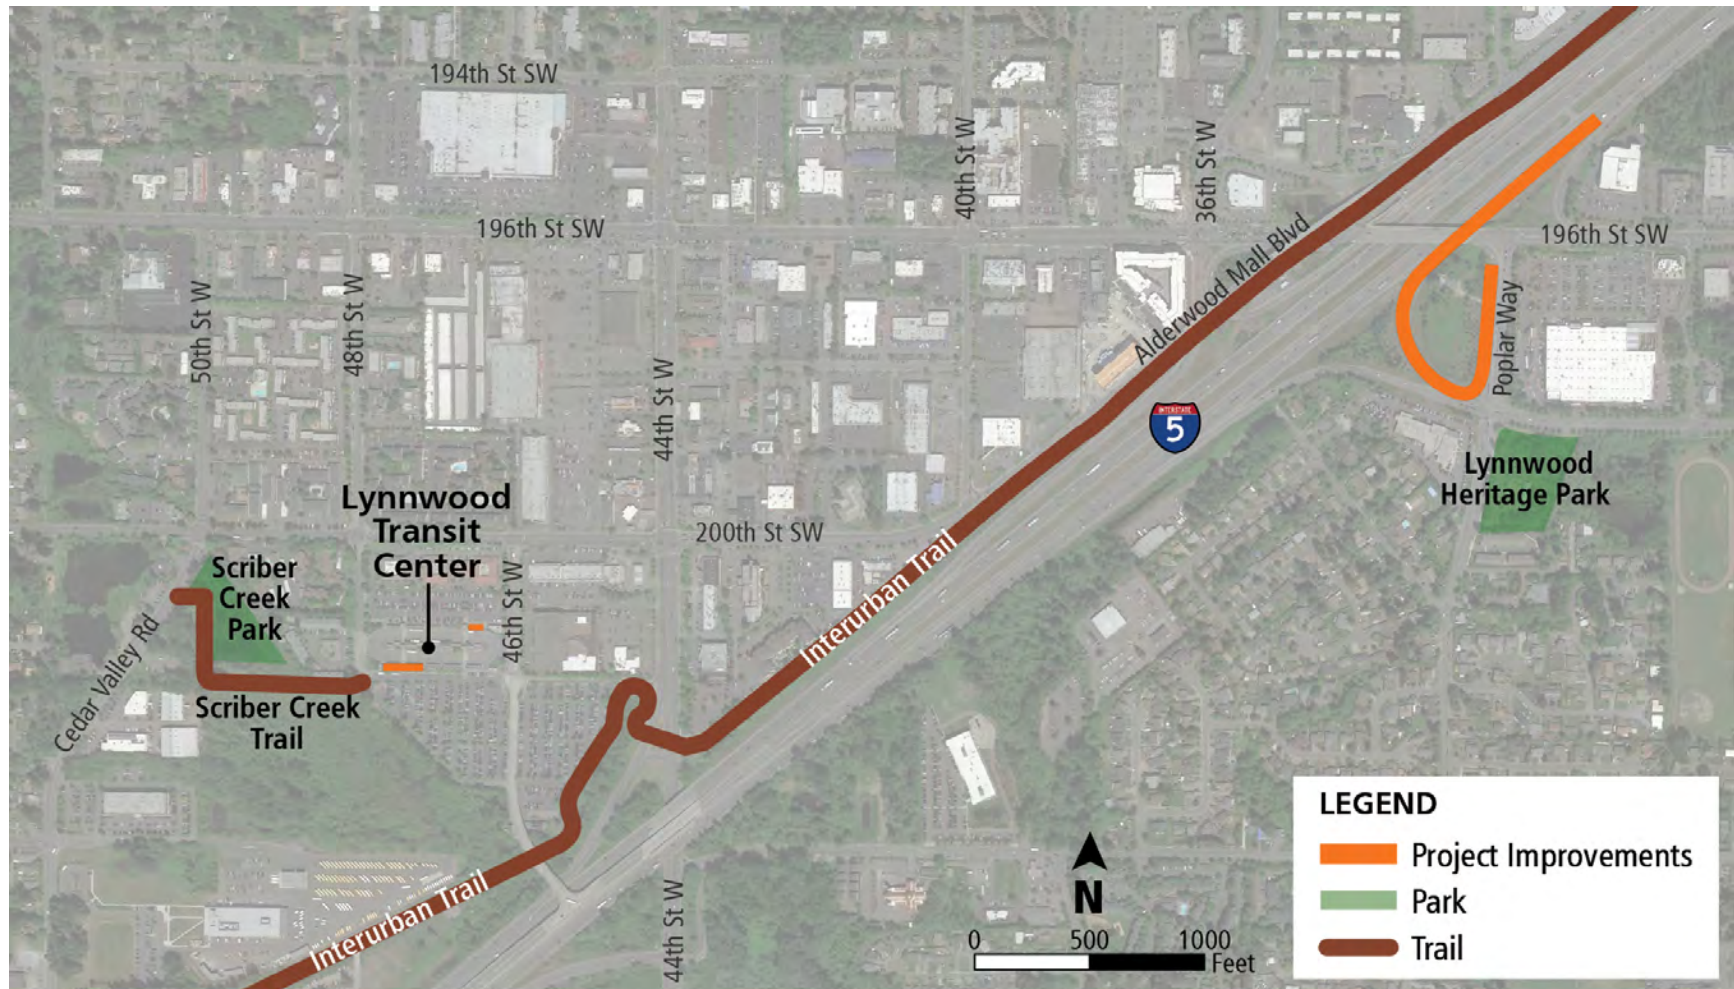 194th St SW
196th St SW
40th St W
36th St W
196th St SW
50th St W
48th St W
44th St W
Alderwood Mall Blvd
Poplar Way
INTERSTATE
5
Lynnwood
Heritage Park
Lynnwood
Transit
Center
200th St SW
Interurban Trail
Scriber
Creek
Park
46th St W
Cedar Valley Rd
Scriber Creek
Trail
Interurban Trail
44th St W
N
0 500 1000
Feet
LEGEND
Project Improvements
Park
Trail